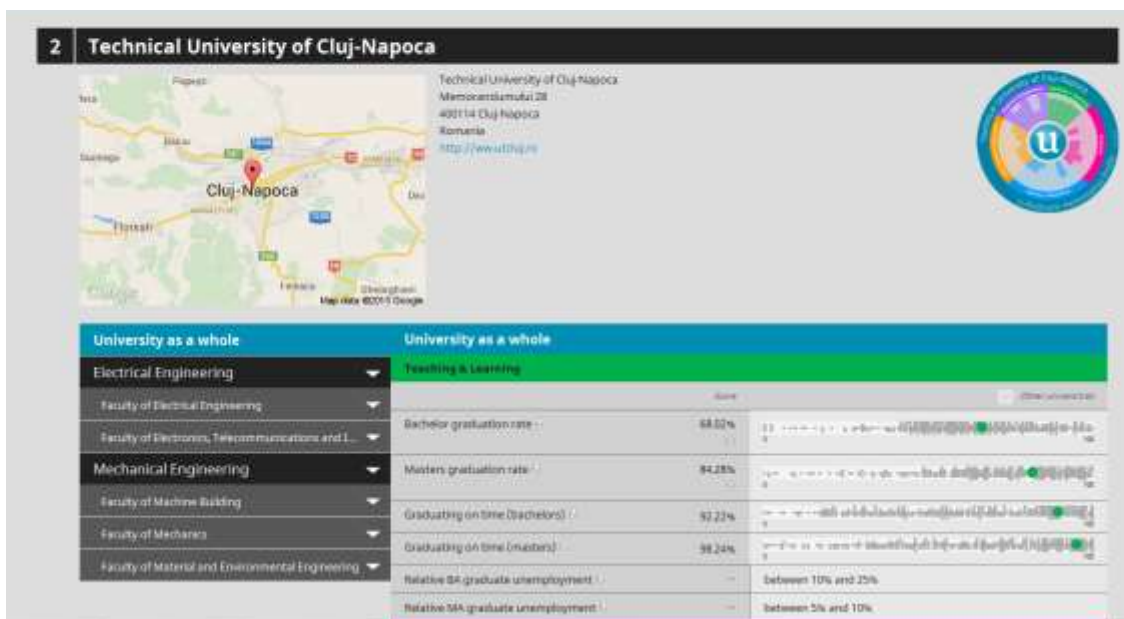 2 Technical University of Cluj-Napoca
Technical University of Cluj-Napoca
Memorandumului 28
400114 Cluj-Napoca
Romania
Cluj-Napoca
Floresti
Map data ©2015 Google
University as a whole
Electrical Engineering
Faculty of Electrical Engineering
Faculty of Electronics, Telecommunications and I...
Mechanical Engineering
Faculty of Machine Building
Faculty of Mechanics
Faculty of Material and Environmental Engineering
University as a whole
Teaching & Learning
Score
Other universities
Bachelor graduation rate 68.02%
Masters graduation rate 84.28%
Graduating on time (bachelors) 92.22%
Graduating on time (masters) 98.24%
Relative BA graduate unemployment -- between 10% and 25%
Relative MA graduate unemployment -- between 5% and 10%